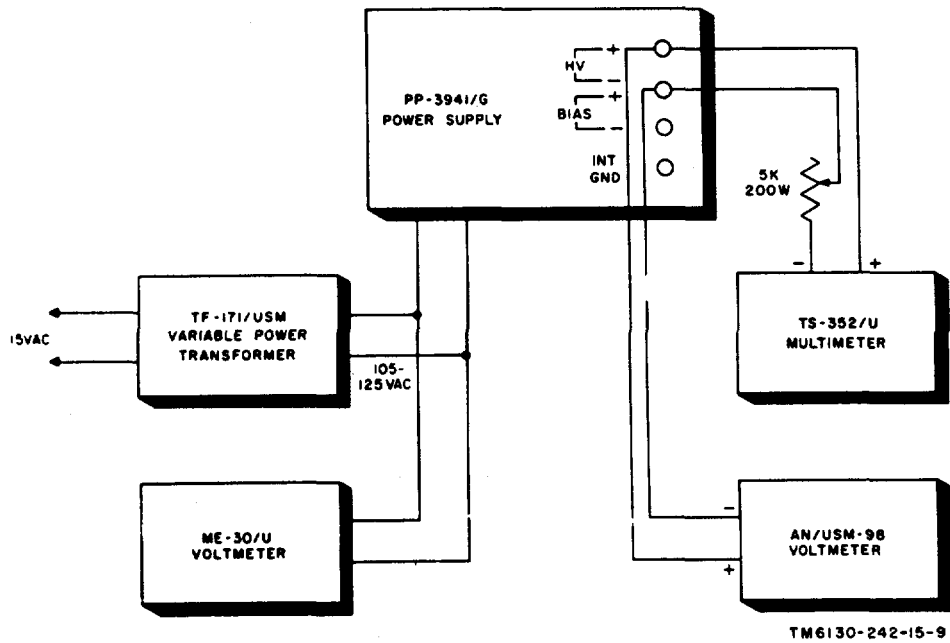 PP-3941/G
POWER SUPPLY
+
HV
-
+
BIAS
-
INT
GND
5K
200W
-
+
TS-352/U
MULTIMETER
15VAC
TF-171/USM
VARIABLE POWER
TRANSFORMER
105-
125VAC
ME-30/U
VOLTMETER
-
+
AN/USM-98
VOLTMETER
TM6130-242-15-9